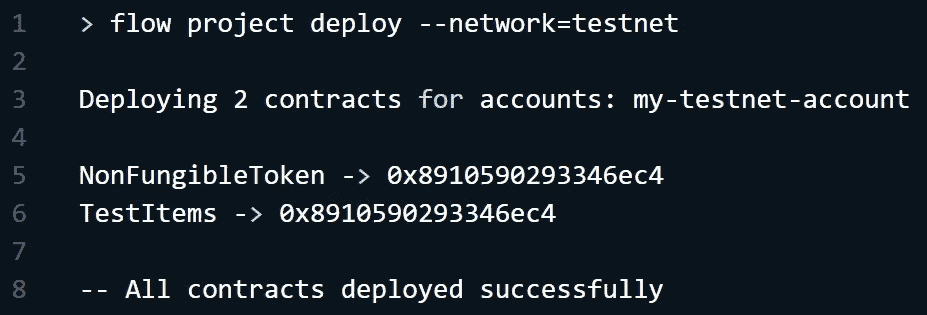 1 > flow project deploy --network=testnet
2
3 Deploying 2 contracts for accounts: my-testnet-account
4
5 NonFungibleToken -> 0x8910590293346ec4
6 TestItems -> 0x8910590293346ec4
7
8 -- All contracts deployed successfully